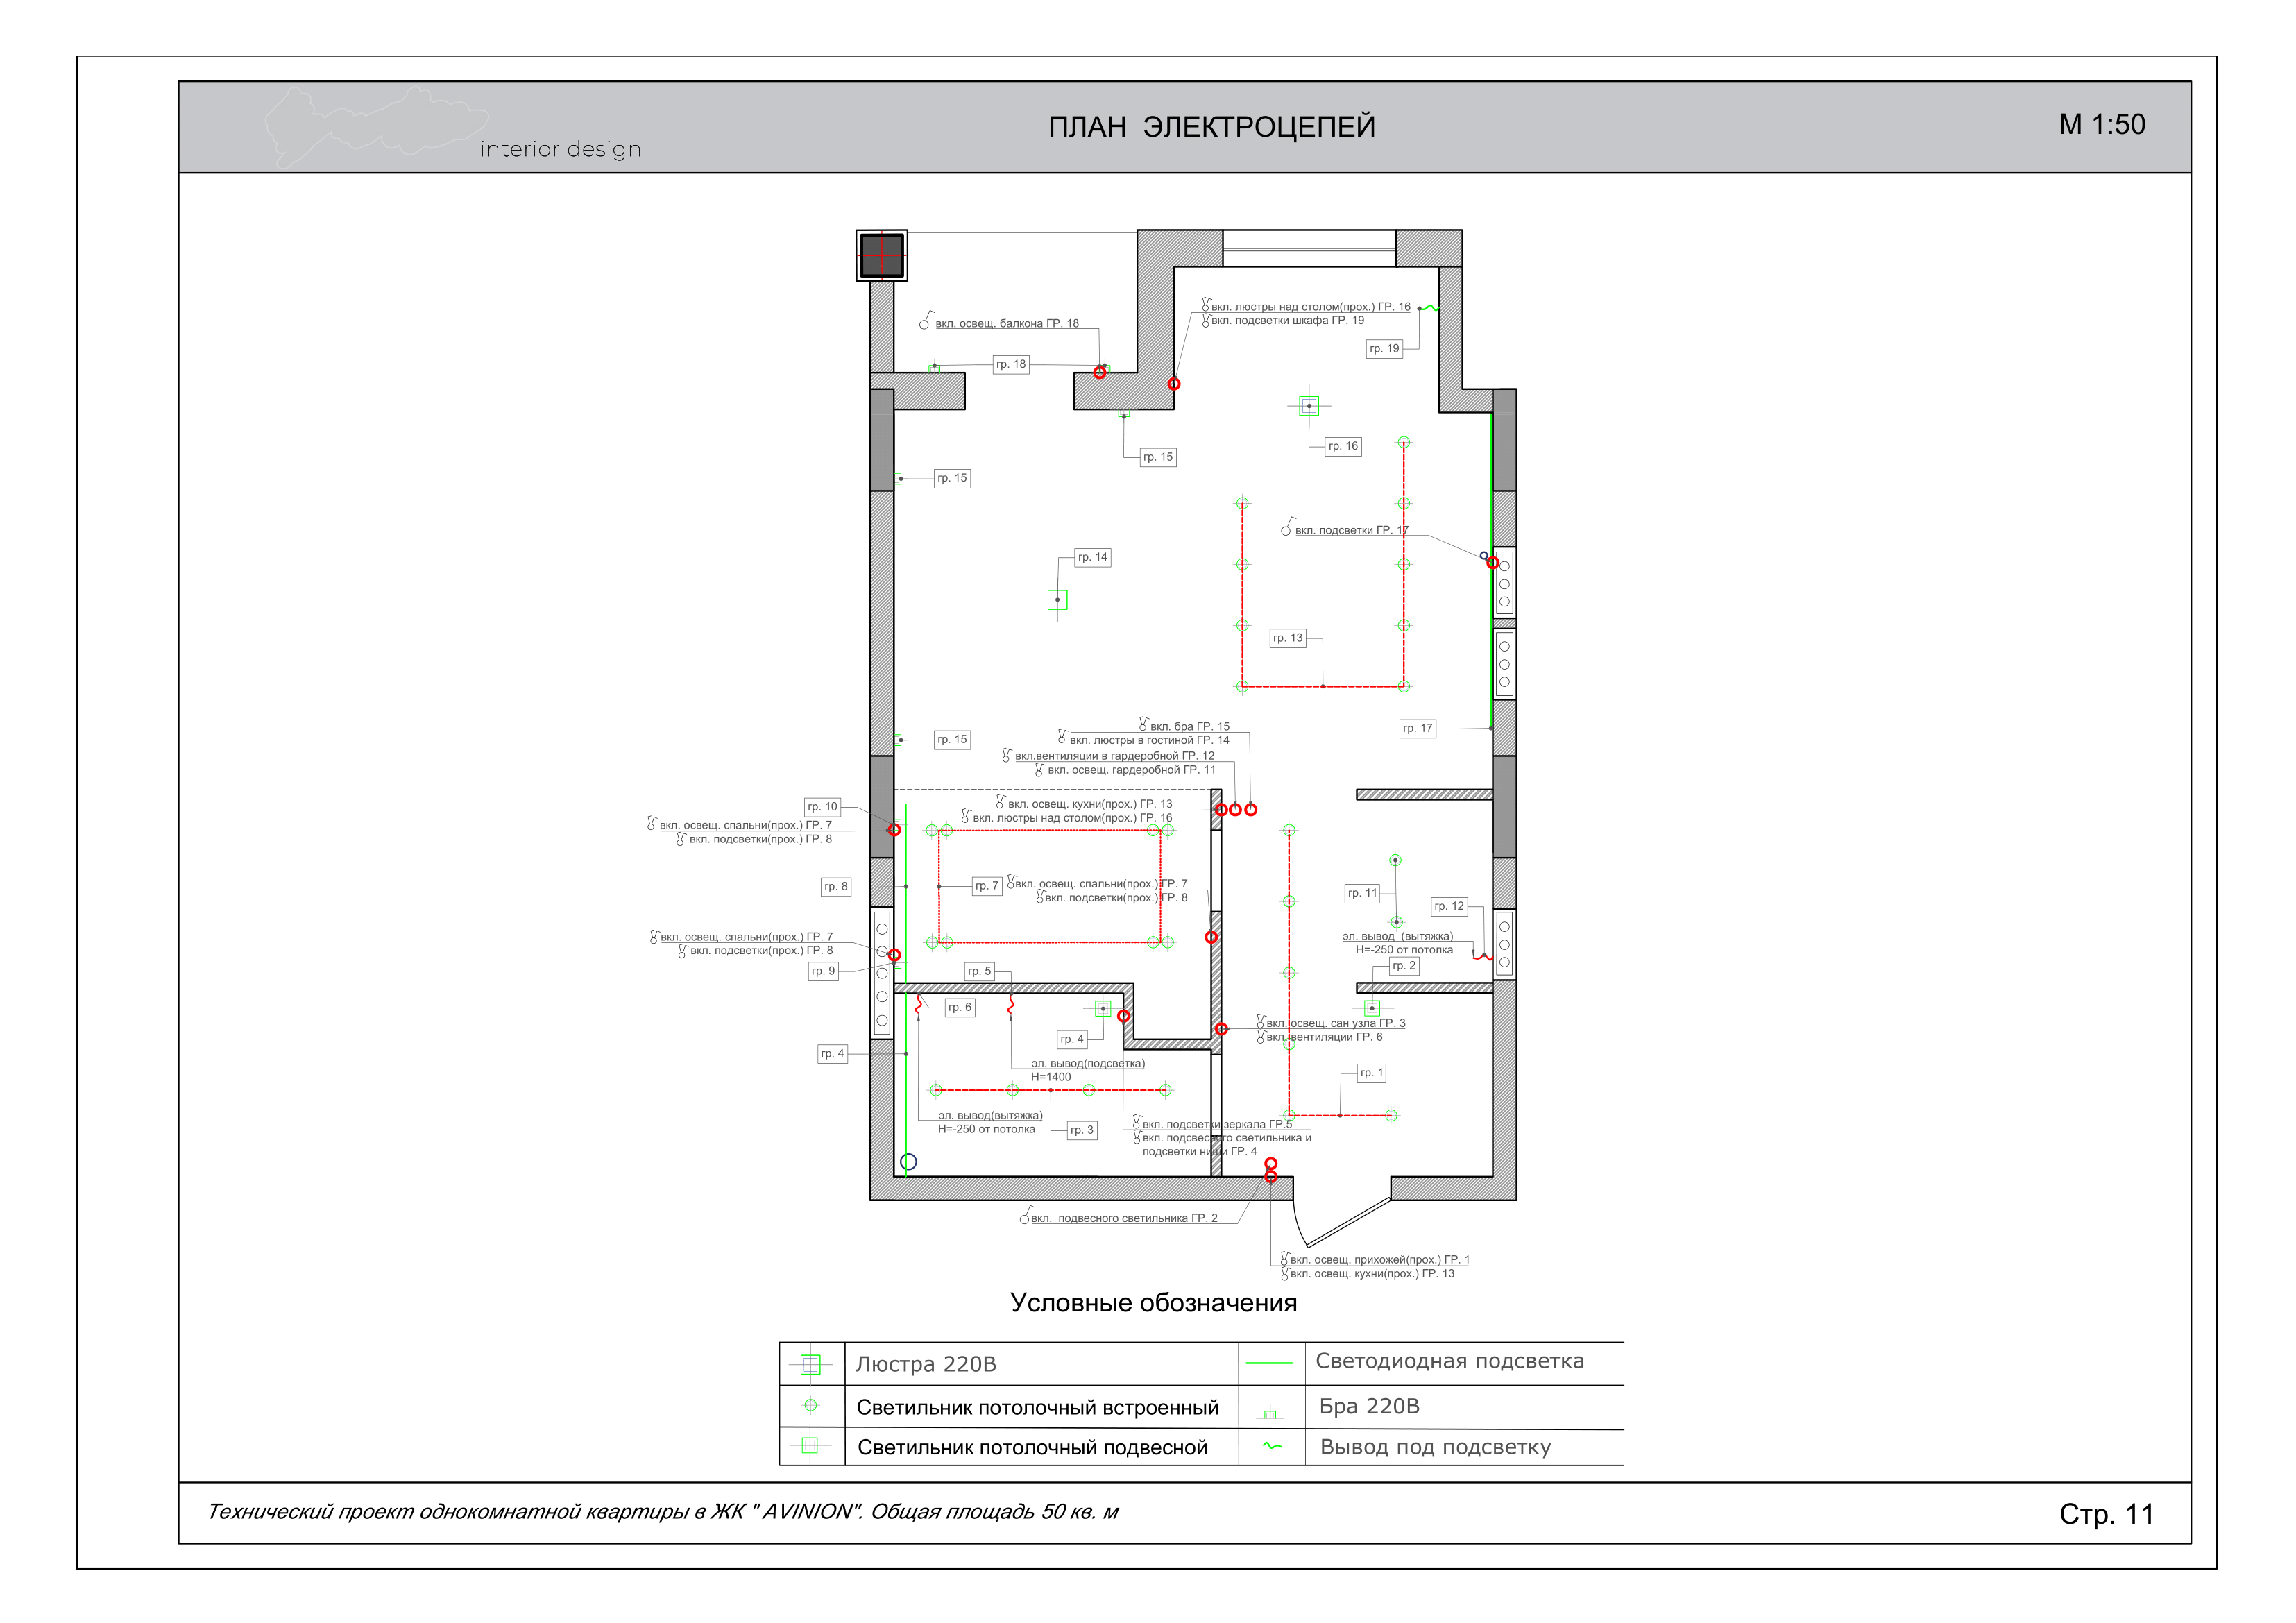 interior design
ПЛАН ЭЛЕКТРОЦЕПЕЙ
М 1:50
вкл. люстры над столом(прох.) ГР. 16
вкл. подсветки шкафа ГР. 19
вкл. освещ. балкона ГР. 18
гр. 19
гр. 18
гр. 16
гр. 15
гр. 15
вкл. подсветки ГР. 17
гр. 14
гр. 13
вкл. бра ГР. 15
вкл. люстры в гостиной ГР. 14
гр. 17
гр. 15
вкл.вентиляции в гардеробной ГР. 12
вкл. освещ. гардеробной ГР. 11
гр. 10
вкл. освещ. кухни(прох.) ГР. 13
вкл. люстры над столом(прох.) ГР. 16
вкл. освещ. спальни(прох.) ГР. 7
вкл. подсветки(прох.) ГР. 8
гр. 8
гр. 7
вкл. освещ. спальни(прох.) ГР. 7
вкл. подсветки(прох.) ГР. 8
гр. 11
гр. 12
вкл. освещ. спальни(прох.) ГР. 7
вкл. подсветки(прох.) ГР. 8
эл. вывод (вытяжка)
Н=-250 от потолка
гр. 9
гр. 5
гр. 2
гр. 6
вкл. освещ. сан узла ГР. 3
вкл. вентиляции ГР. 6
гр. 4
гр. 4
эл. вывод(подсветка)
Н=1400
гр. 1
эл. вывод(вытяжка)
Н=-250 от потолка
гр. 3
вкл. подсветки зеркала ГР.5
вкл. подвесного светильника и
подсветки ниши ГР. 4
вкл. подвесного светильника ГР. 2
вкл. освещ. прихожей(прох.) ГР. 1
вкл. освещ. кухни(прох.) ГР. 13
Условные обозначения
Люстра 220В
Светодиодная подсветка
Светильник потолочный встроенный
Бра 220В
Светильник потолочный подвесной
Вывод под подсветку
Технический проект однокомнатной квартиры в ЖК " AVINION". Общая площадь 50 кв. м
Стр. 11